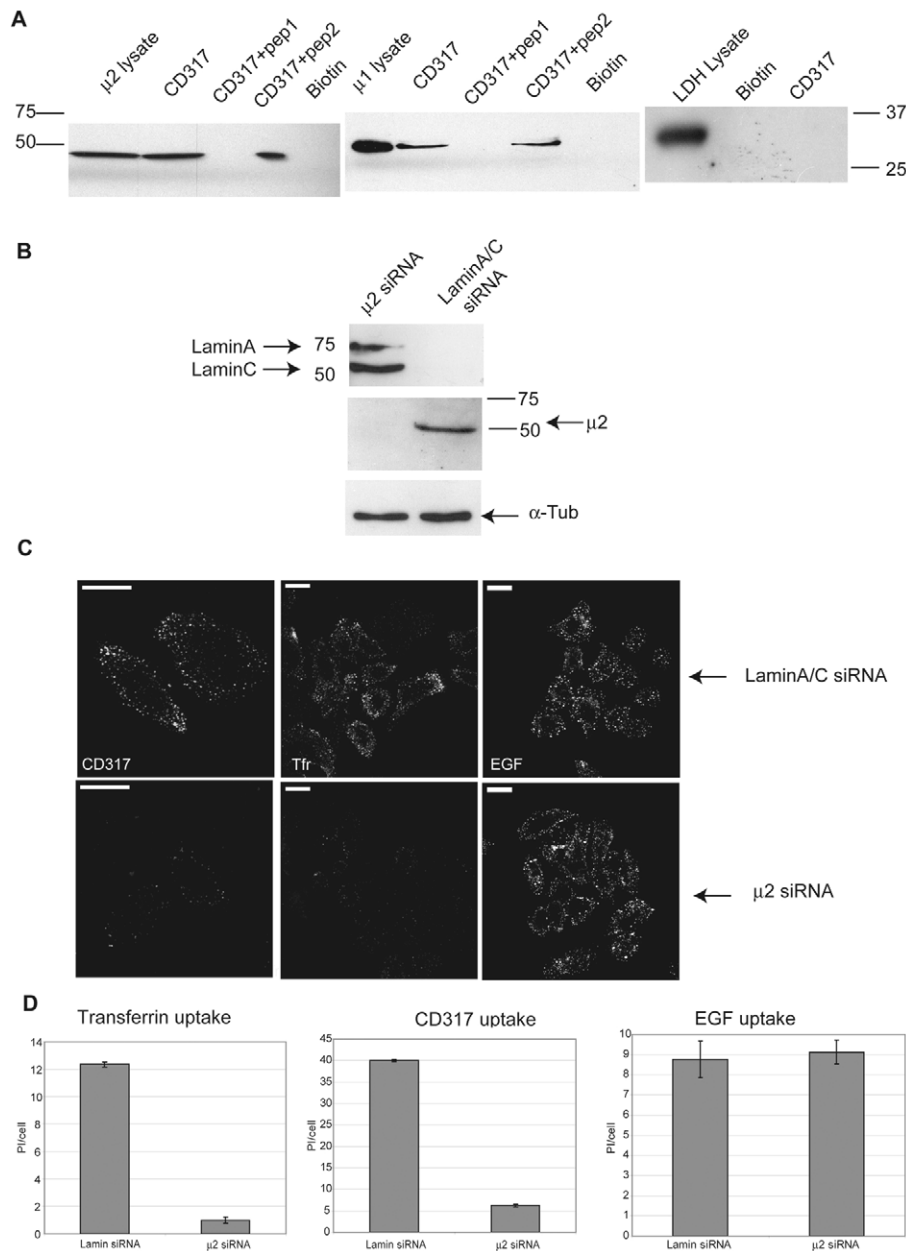 A
μ2 lysate
CD317
CD317+pep1
CD317+pep2
Biotin
μ1 lysate
CD317
CD317+pep1
CD317+pep2
Biotin
LDH Lysate
Biotin
CD317
75
50
37
25
B
μ2 siRNA
LaminA/C
siRNA
LaminA
75
LaminC
50
75
50
μ2
α-Tub
C
CD317
Tfr
EGF
LaminA/C siRNA
μ2 siRNA
D
Transferrin uptake
14
12
10
8
6
4
2
0
PI/cell
Lamin siRNA
μ2 siRNA
CD317 uptake
45
40
35
30
25
20
15
10
5
0
PI/cell
Lamin siRNA
μ2 siRNA
EGF uptake
10
9
8
7
6
5
4
3
2
1
0
PI/cell
Lamin siRNA
μ2 siRNA